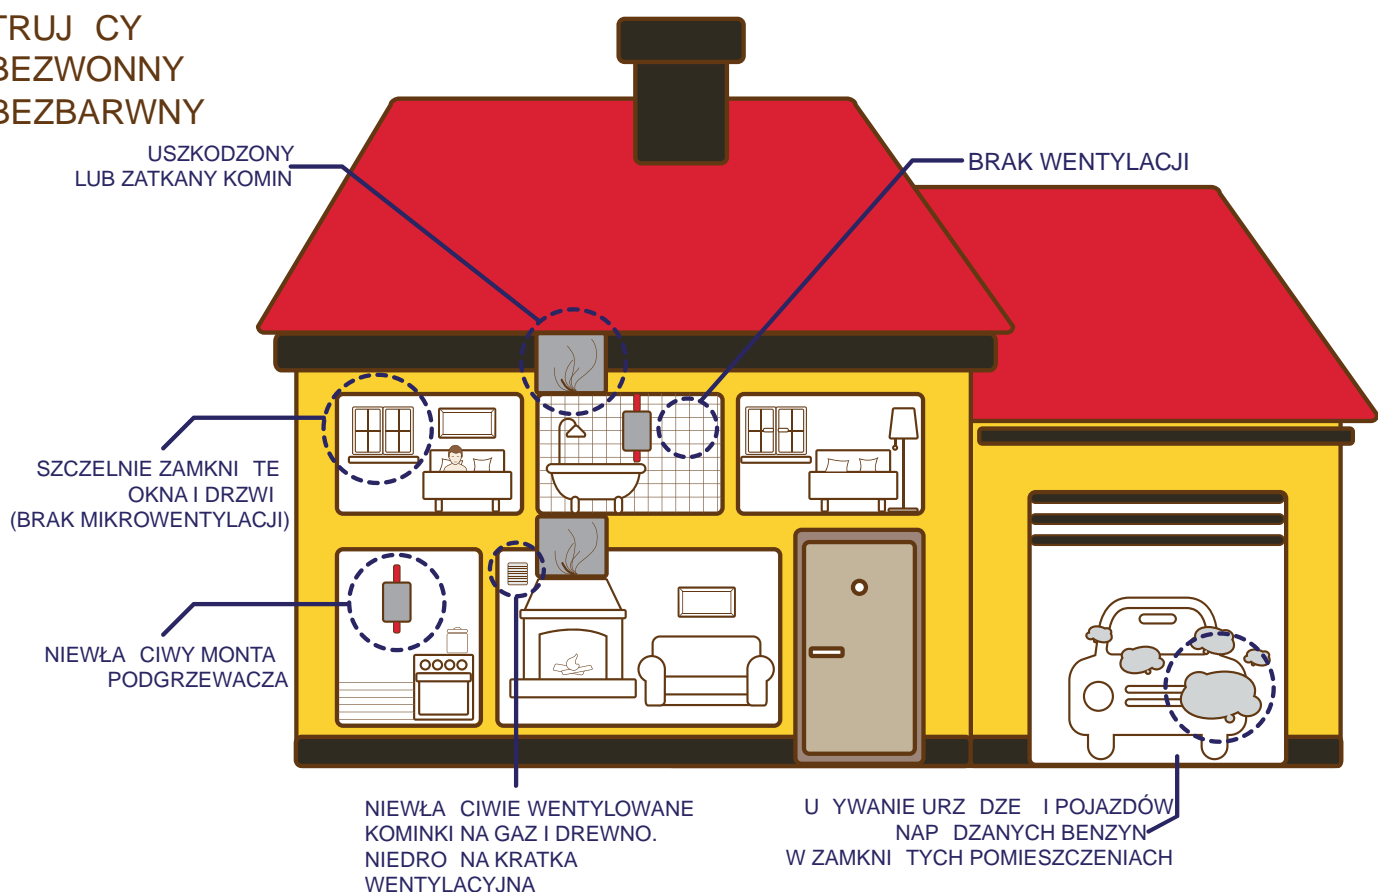 TRUJ CY
BEZWONNY
BEZBARWNY
USZKODZONY
LUB ZATKANY KOMIN
BRAK WENTYLACJI
SZCZELNIE ZAMKNI TE
OKNA I DRZWI
(BRAK MIKROWENTYLACJI)
NIEWŁA CIWY MONTA
PODGRZEWACZA
NIEWŁA CIWIE WENTYLOWANE
KOMINKI NA GAZ I DREWNO.
NIEDRO NA KRATKA
WENTYLACYJNA
U YWANIE URZ DZE I POJAZDÓW
NAP DZANYCH BENZYN
W ZAMKNI TYCH POMIESZCZENIACH